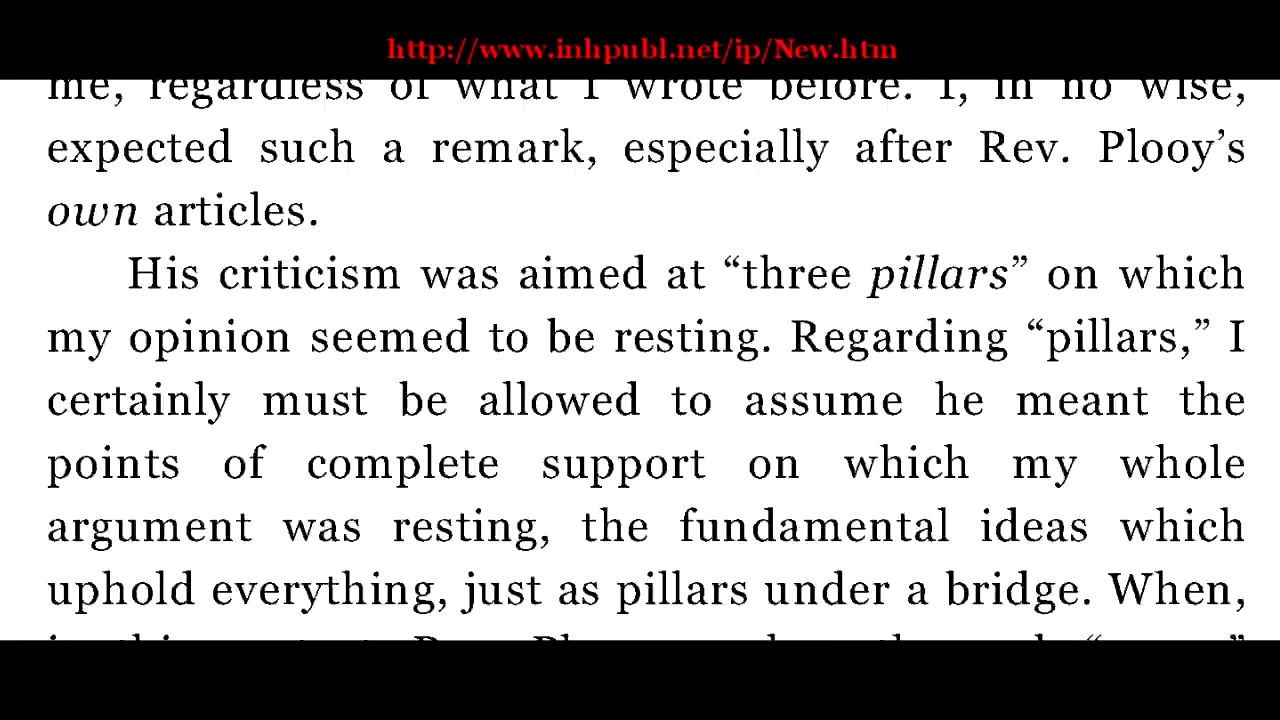 http://www.inhpubl.net/ip/New.htm
me, regardless of what I wrote before. I, in no wise,
expected such a remark, especially after Rev. Plooy’s
own articles.
His criticism was aimed at “three pillars” on which
my opinion seemed to be resting. Regarding “pillars,” I
certainly must be allowed to assume he meant the
points of complete support on which my whole
argument was resting, the fundamental ideas which
uphold everything, just as pillars under a bridge. When,